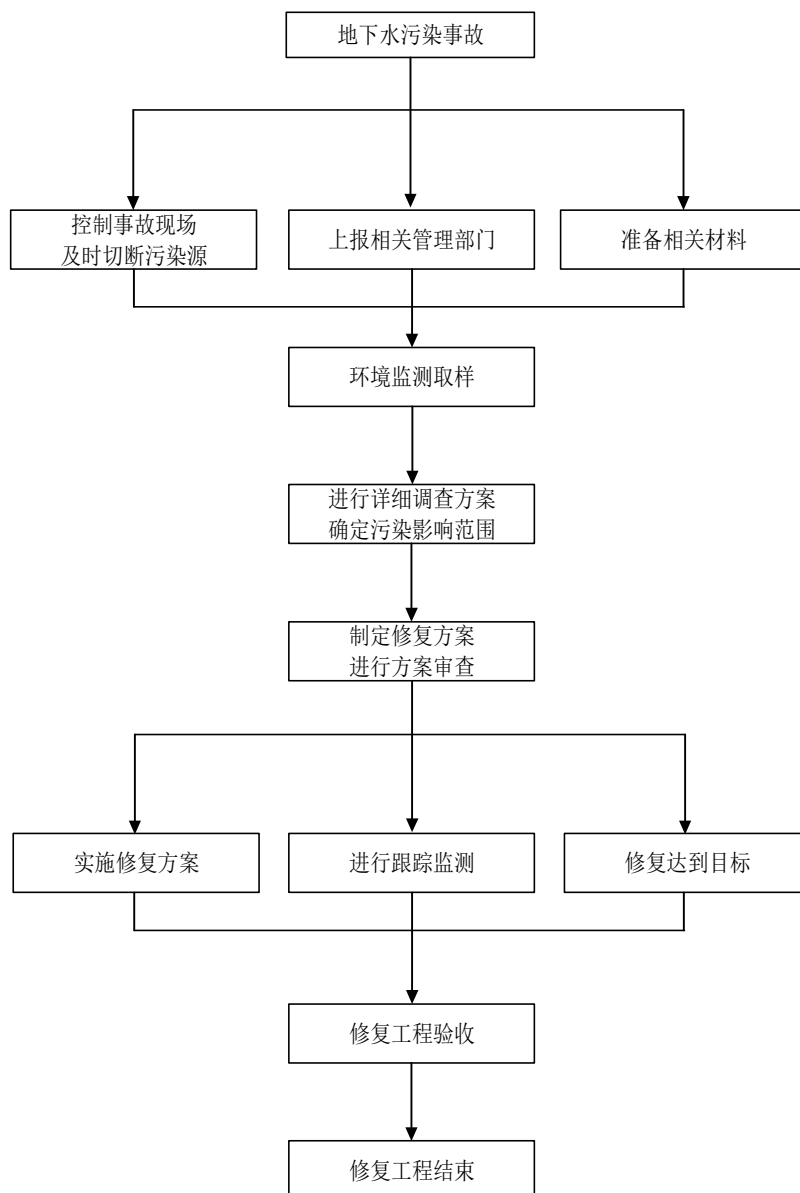 地下水污染事故
控制事故现场
及时切断污染源
上报相关管理部门
准备相关材料
环境监测取样
进行详细调查方案
确定污染影响范围
制定修复方案
进行方案审查
实施修复方案
进行跟踪监测
修复达到目标
修复工程验收
修复工程结束